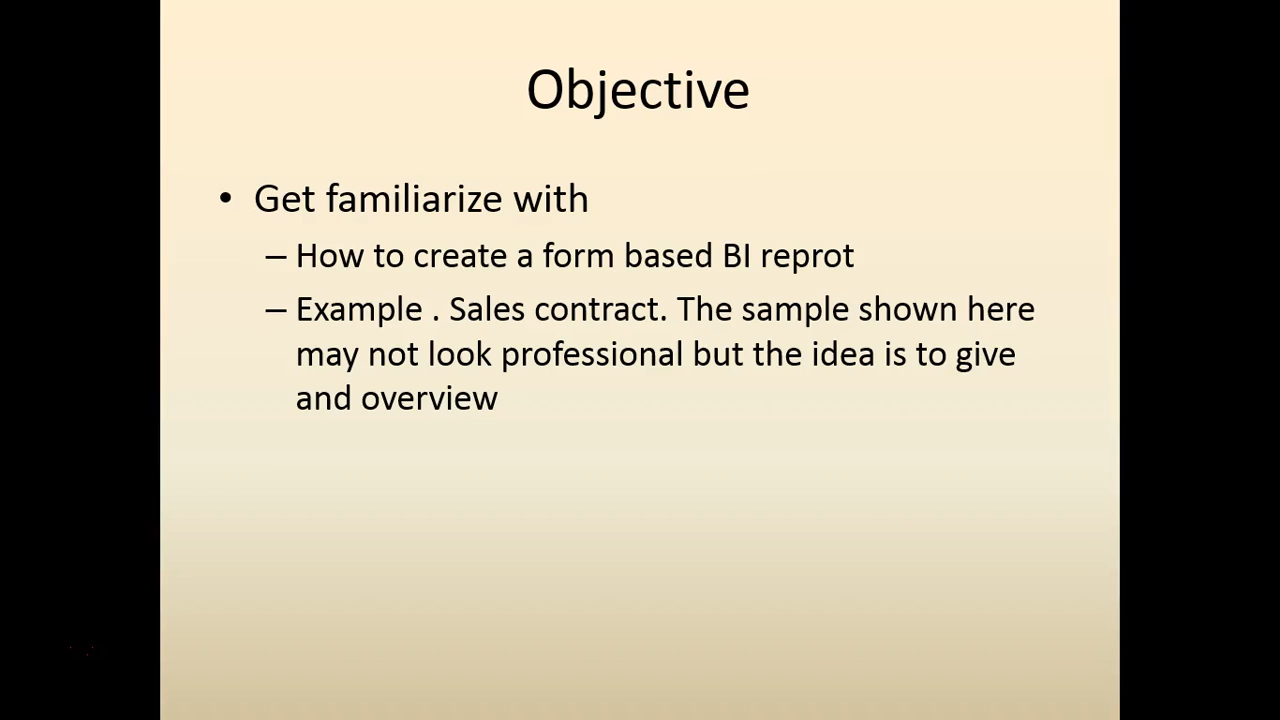 Objective
• Get familiarize with
– How to create a form based BI reprot
– Example . Sales contract. The sample shown here
may not look professional but the idea is to give
and overview